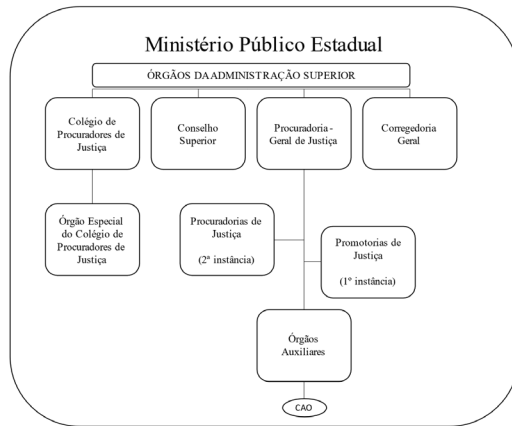 Ministério Público Estadual
ÓRGÃOS DA ADMINISTRAÇÃO SUPERIOR
Colégio de
Procuradores de
Justiça
Conselho
Superior
Procuradoria-
Geral de Justiça
Corregedoria
Geral
Órgão Especial
do Colégio de
Procuradores de
Justiça
Procuradorias de
Justiça
(2ª instância)
Promotorias de
Justiça
(1º instância)
Órgãos
Auxiliares
CAO